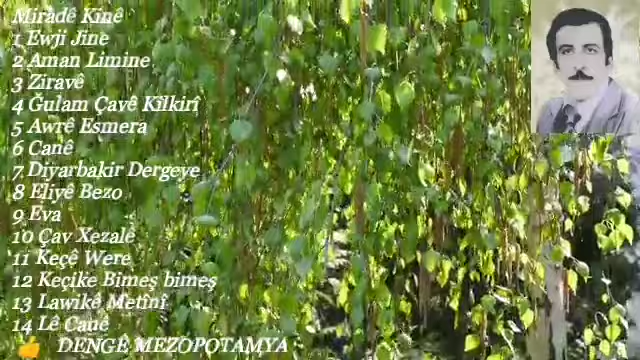 Miradê Kinê
1 Ewji Jine
2 Aman Limine
3 Ziravê
4 Gulam Çavê Kilkirî
5 Awrê Esmera
6 Canê
7 Diyarbakir Dergeye
8 Eliyê Bezo
9 Eva
10 Çav Xezalê
11 Keçê Were
12 Keçike Bimeş bimeş
13 Lawikê Metînî
14 Lê Canê
DENGÊ MEZOPOTAMYA